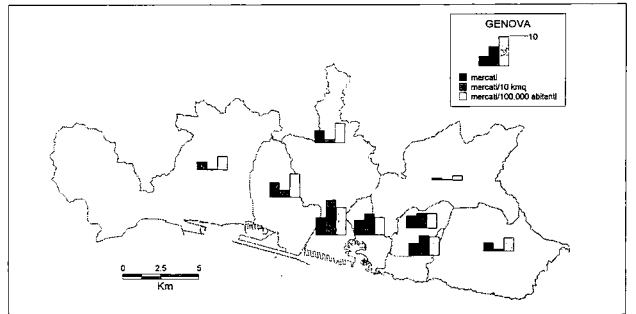 GENOVA
10
mercati
mercati/10 kmq
mercati/100.000 abitanti
0 2.5 5
Km